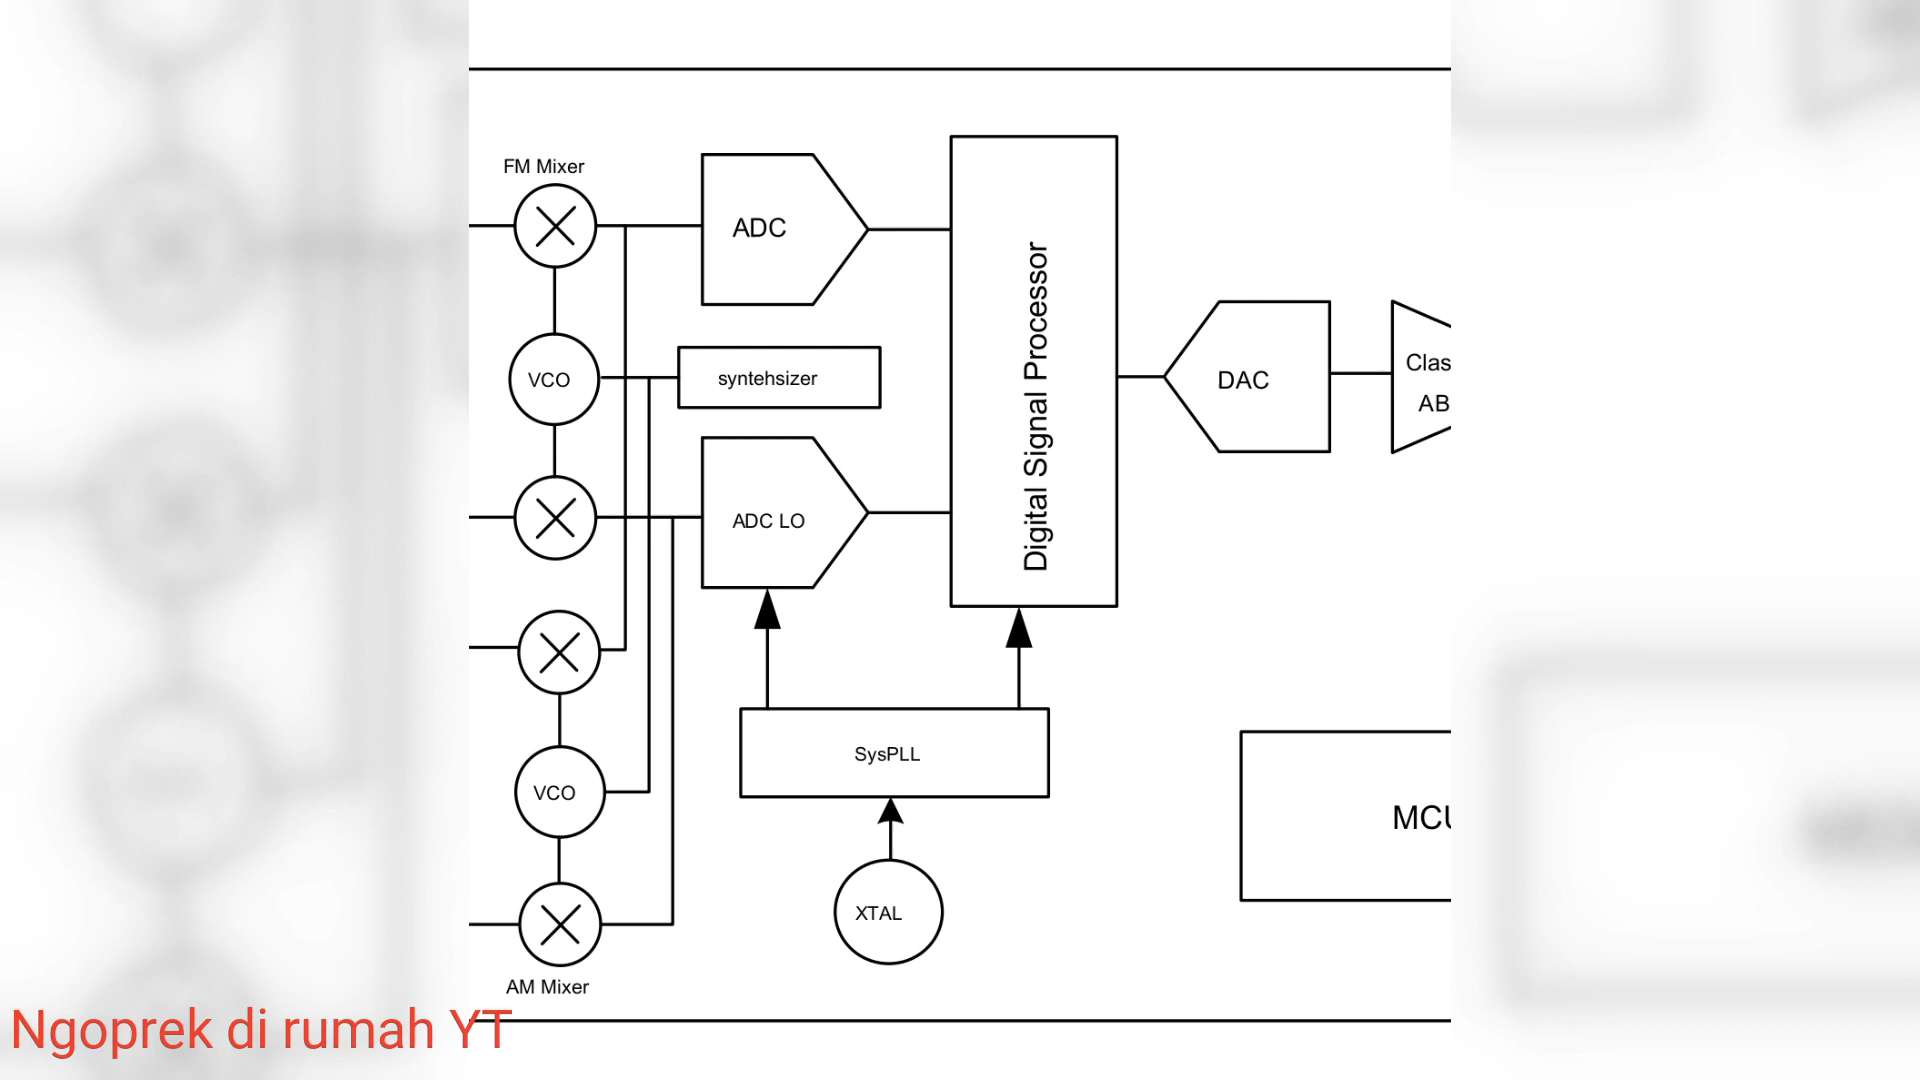 FM Mixer
ADC
Digital Signal Processor
VCO
syntehsizer
DAC
Clas
AB
ADC LO
SysPLL
VCO
MCU
XTAL
AM Mixer
Ngoprek di rumah YT